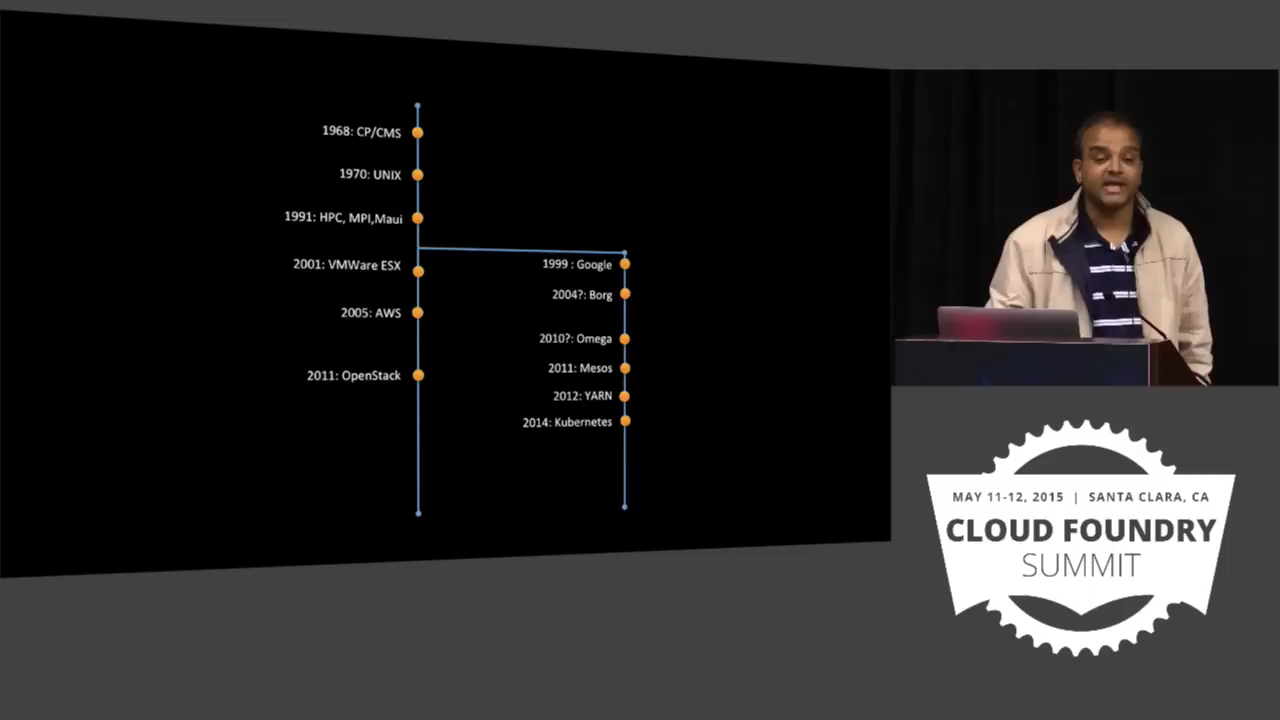 1968: CP/CMS
1970: UNIX
1991: HPC, MPI,Maui
2001: VMWare ESX
2005: AWS
2011: OpenStack
1999 : Google
2004?: Borg
2010?: Omega
2011: Mesos
2012: YARN
2014: Kubernetes
MAY 11-12, 2015 | SANTA CLARA, CA
CLOUD FOUNDRY
SUMMIT